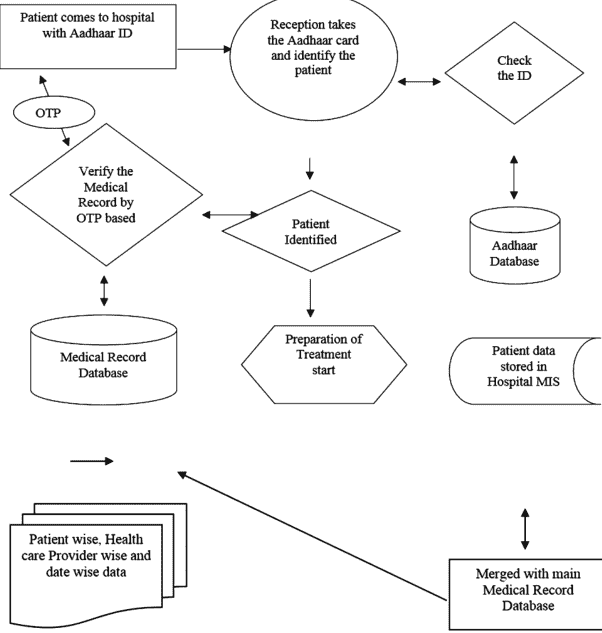 Patient comes to hospital
with Aadhaar ID
Reception takes
the Aadhaar card
and identify the
patient
Check
the ID
OTP
Verify the
Medical
Record by
OTP based
Patient
Identified
Aadhaar
Database
Medical Record
Database
Preparation of
Treatment
start
Patient data
stored in
Hospital MIS
Patient wise, Health
care Provider wise and
date wise data
Merged with main
Medical Record
Database